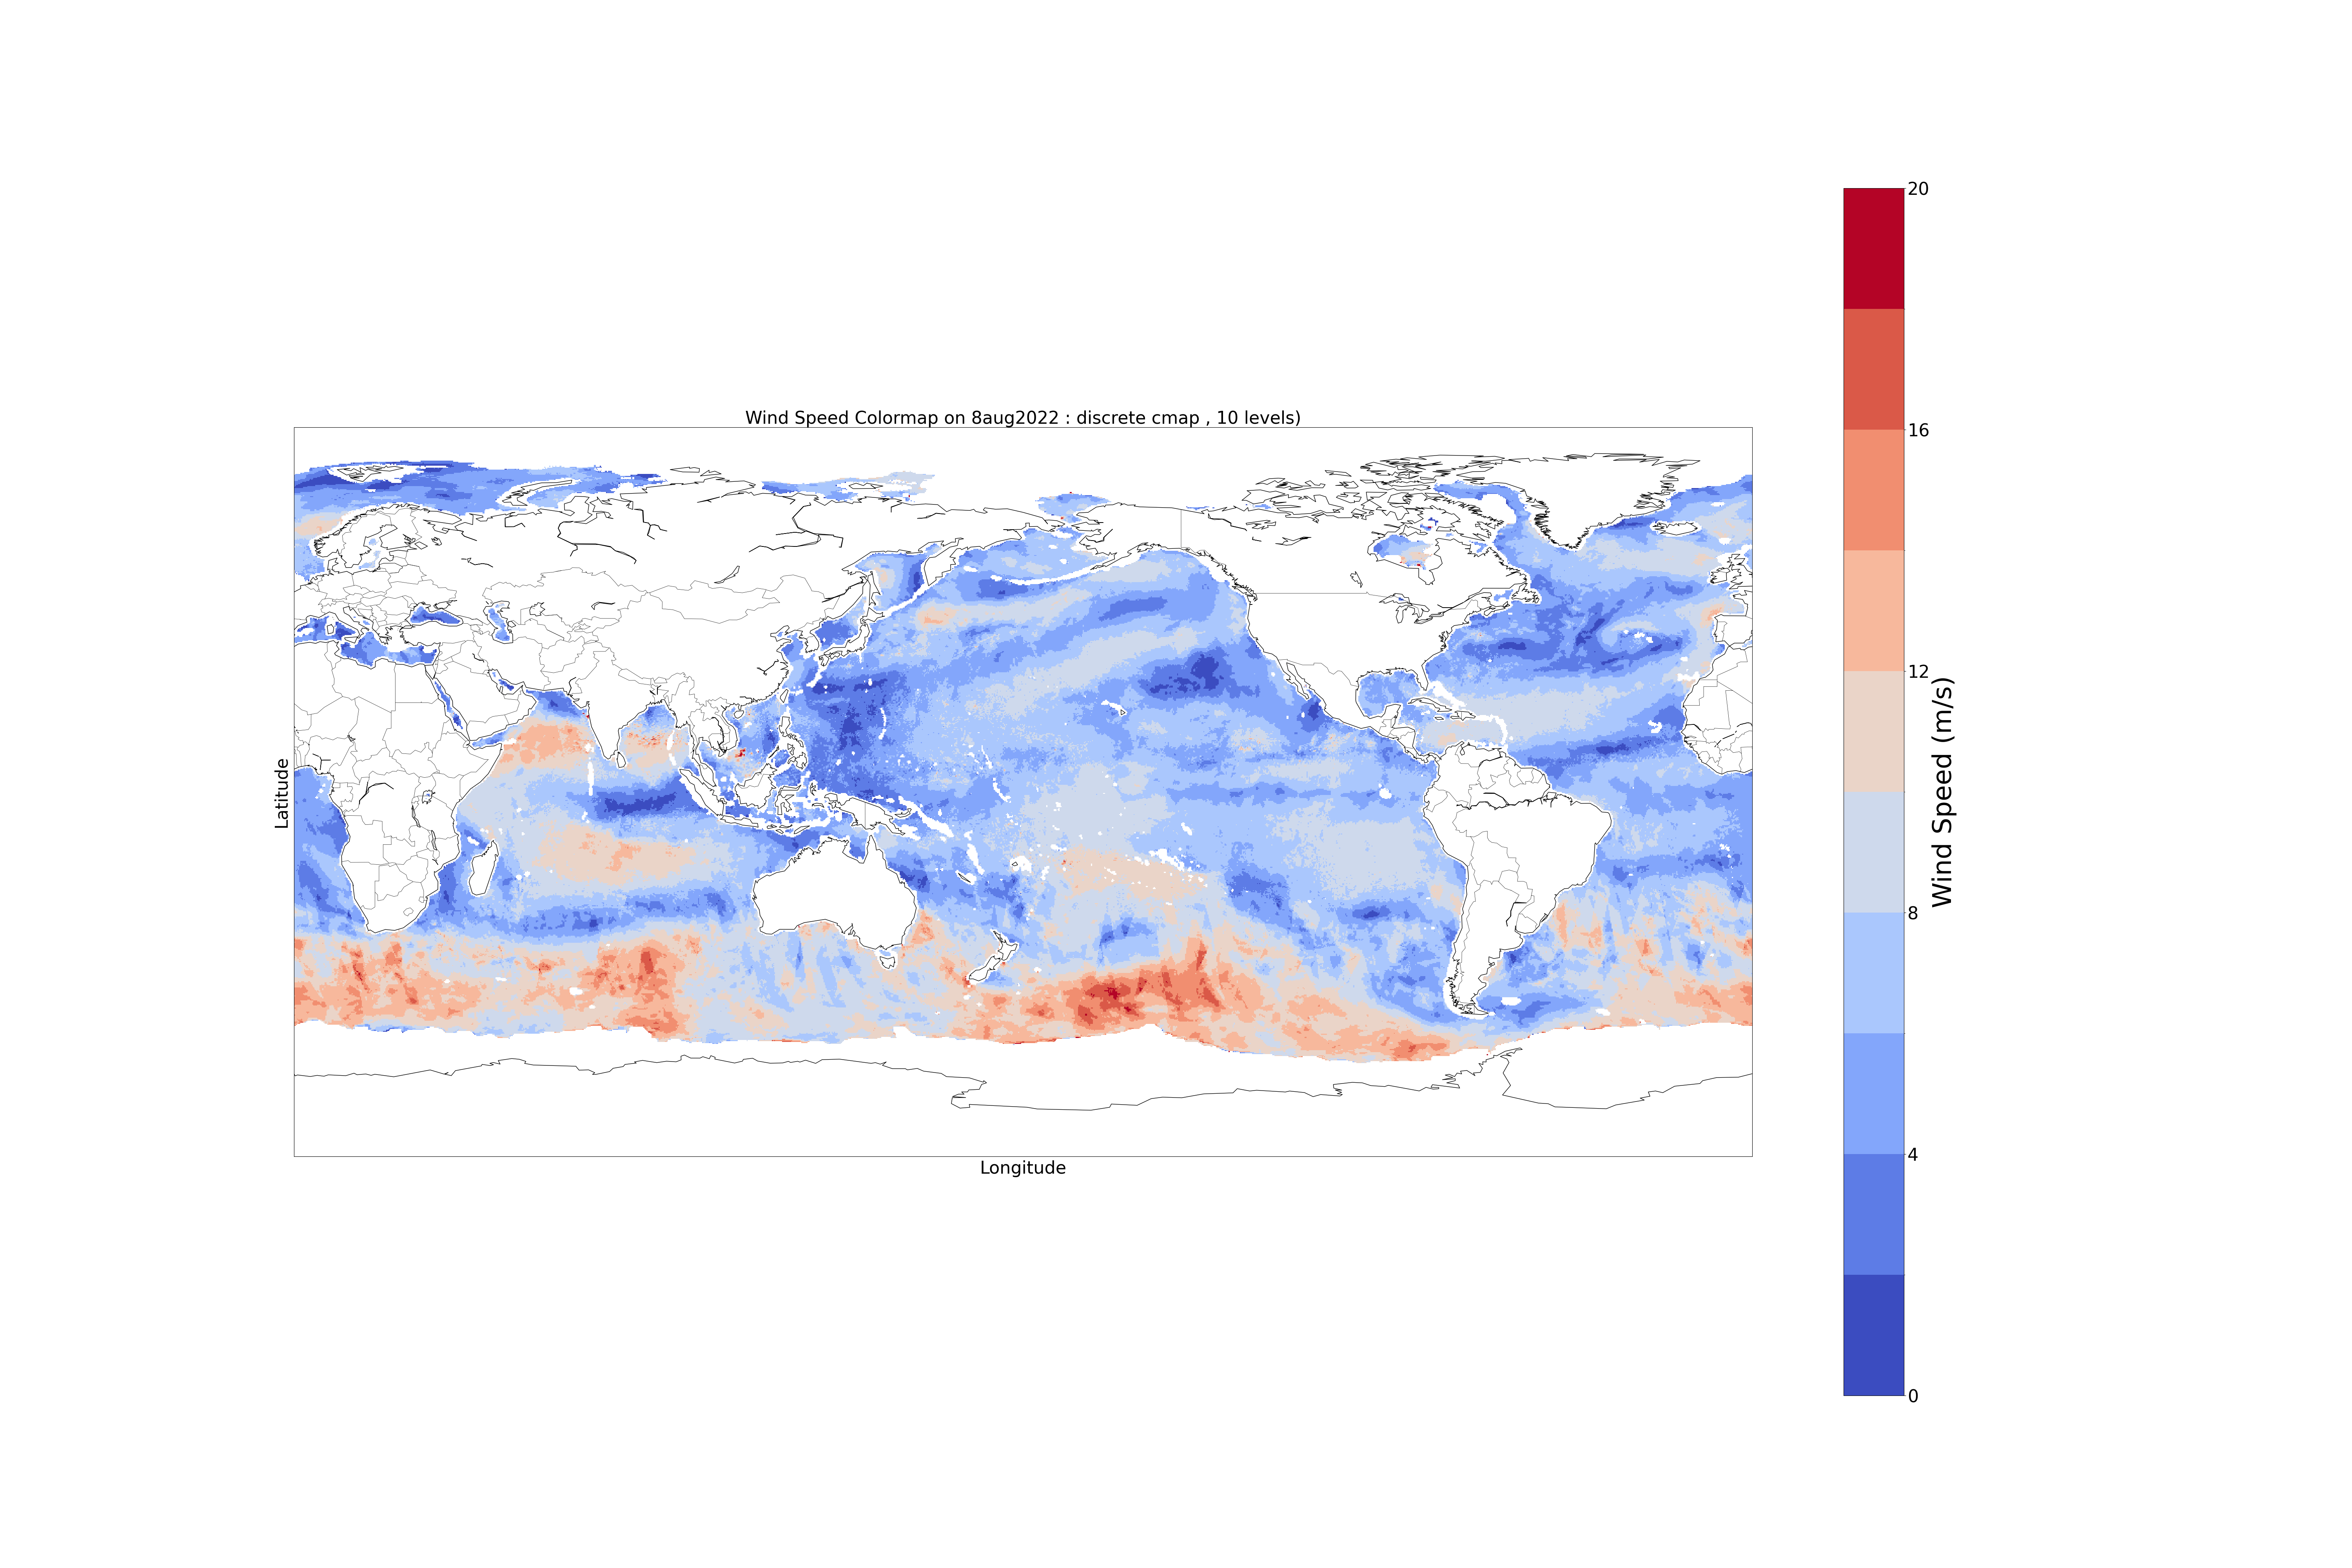 Wind Speed Colormap on 8aug2022 : discrete cmap , 10 levels)
Latitude
Longitude
20
16
12
8
4
0
Wind Speed (m/s)